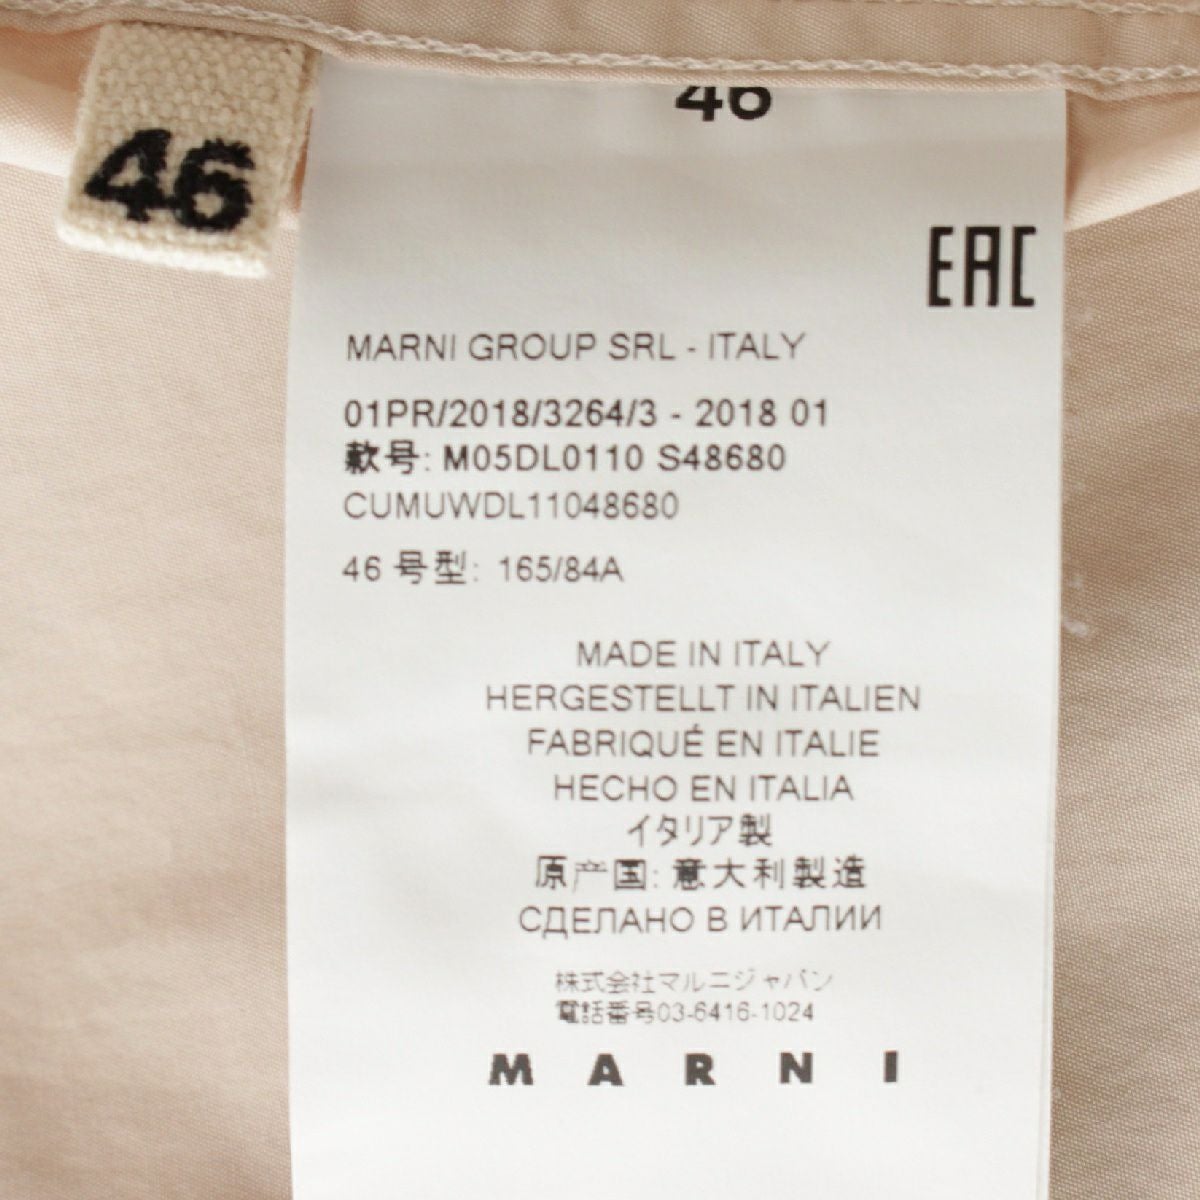 46
46
EAC
MARNI GROUP SRL - ITALY
01PR/2018/3264/3 - 2018 01
款号: M05DL0110 S48680
CUMUWDL11048680
46 号型: 165/84A
MADE IN ITALY
HERGESTELLT IN ITALIEN
FABRIQUÉ EN ITALIE
HECHO EN ITALIA
イタリア製
原产国: 意大利製造
СДЕЛАНО В ИТАЛИИ
株式会社マルニジャパン
電話番号03-6416-1024
MARNI